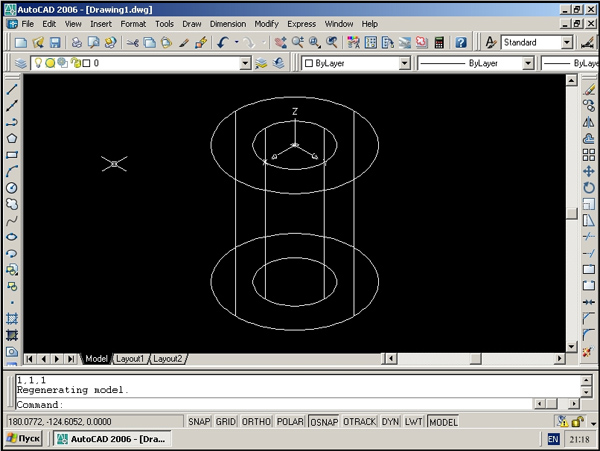 AutoCAD 2006 - [Drawing1.dwg]
File Edit View Insert Format Tools Draw Dimension Modify Express Window Help
Standard
0 ByLayer ByLayer ByLa
Z
Model Layout1 Layout2
1,1,1
Regenerating model.
Command:
180.0772, -124.6052, 0.0000 SNAP GRID ORTHO POLAR OSNAP OTRACK DYN LWT MODEL
Пуск AutoCAD 2006 - [Dra... EN 21:18